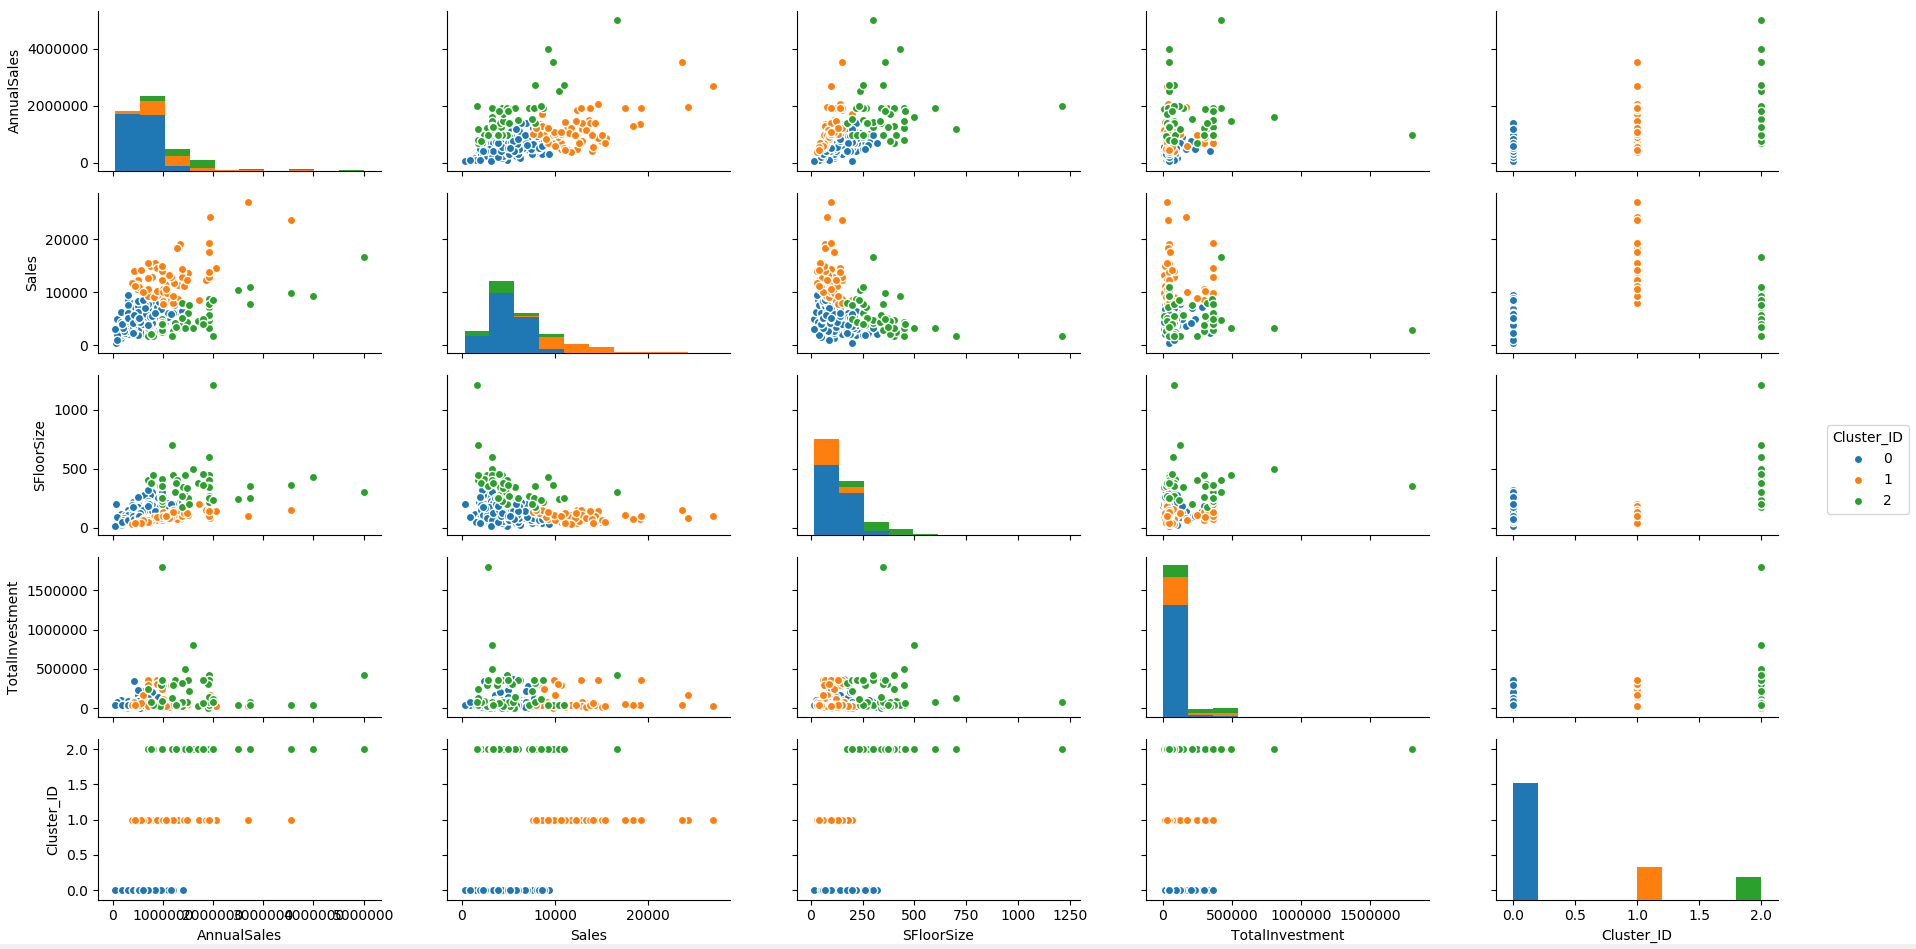 AnnualSales
4000000
2000000
0
Sales
20000
10000
0
SFloorSize
1000
500
0
Cluster_ID
0
1
2
TotalInvestment
1500000
1000000
500000
0
Cluster_ID
2.0
1.5
1.0
0.5
0.0
0 1000000 2000000 3000000 4000000 5000000
0 10000 20000
0 250 500 750 1000 1250
0 500000 1000000 1500000
0.0 0.5 1.0 1.5 2.0
AnnualSales Sales SFloorSize TotalInvestment Cluster_ID